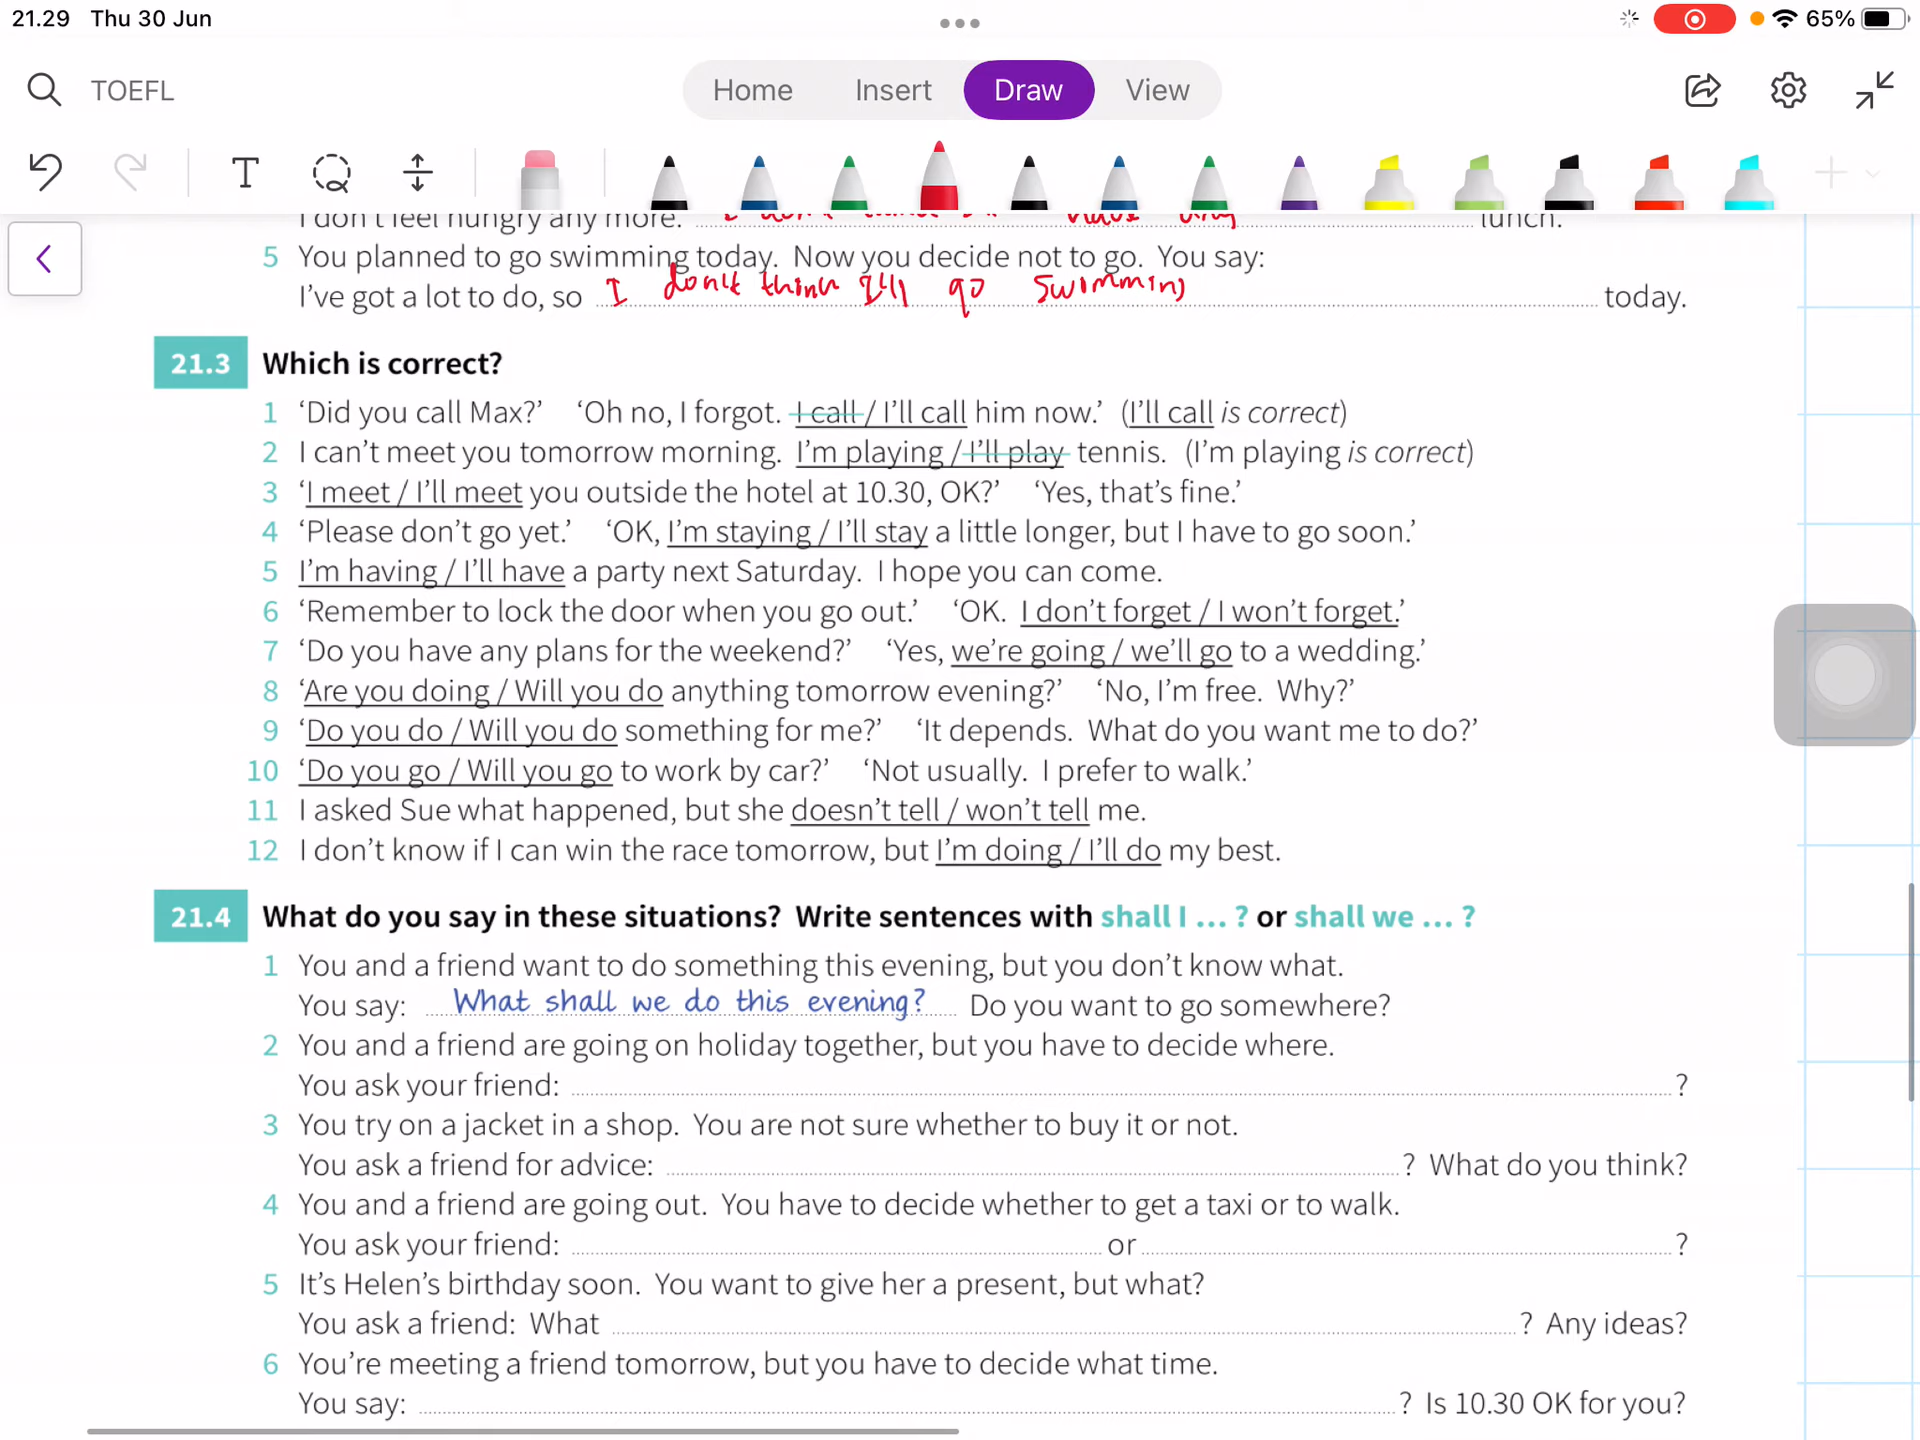 21.29 Thu 30 Jun
65%
TOEFL
Home Insert Draw View
I don't feel hungry any more. I don't have any lunch.
5 You planned to go swimming today. Now you decide not to go. You say:
I've got a lot to do, so I don't think I'll go swimming today.
21.3 Which is correct?
1 ‘Did you call Max?’ ‘Oh no, I forgot. I call / I'll call him now.’ (I'll call is correct)
2 I can't meet you tomorrow morning. I'm playing / I'll play tennis. (I'm playing is correct)
3 ‘I meet / I'll meet you outside the hotel at 10.30, OK?’ ‘Yes, that's fine.’
4 ‘Please don't go yet.’ ‘OK, I'm staying / I'll stay a little longer, but I have to go soon.’
5 I'm having / I'll have a party next Saturday. I hope you can come.
6 ‘Remember to lock the door when you go out.’ ‘OK. I don't forget / I won't forget.’
7 ‘Do you have any plans for the weekend?’ ‘Yes, we're going / we'll go to a wedding.’
8 ‘Are you doing / Will you do anything tomorrow evening?’ ‘No, I'm free. Why?’
9 ‘Do you do / Will you do something for me?’ ‘It depends. What do you want me to do?’
10 ‘Do you go / Will you go to work by car?’ ‘Not usually. I prefer to walk.’
11 I asked Sue what happened, but she doesn't tell / won't tell me.
12 I don't know if I can win the race tomorrow, but I'm doing / I'll do my best.
21.4 What do you say in these situations? Write sentences with shall I ... ? or shall we ... ?
1 You and a friend want to do something this evening, but you don't know what.
You say: What shall we do this evening? Do you want to go somewhere?
2 You and a friend are going on holiday together, but you have to decide where.
You ask your friend: ?
3 You try on a jacket in a shop. You are not sure whether to buy it or not.
You ask a friend for advice: ? What do you think?
4 You and a friend are going out. You have to decide whether to get a taxi or to walk.
You ask your friend: or ?
5 It's Helen's birthday soon. You want to give her a present, but what?
You ask a friend: What ? Any ideas?
6 You're meeting a friend tomorrow, but you have to decide what time.
You say: ? Is 10.30 OK for you?